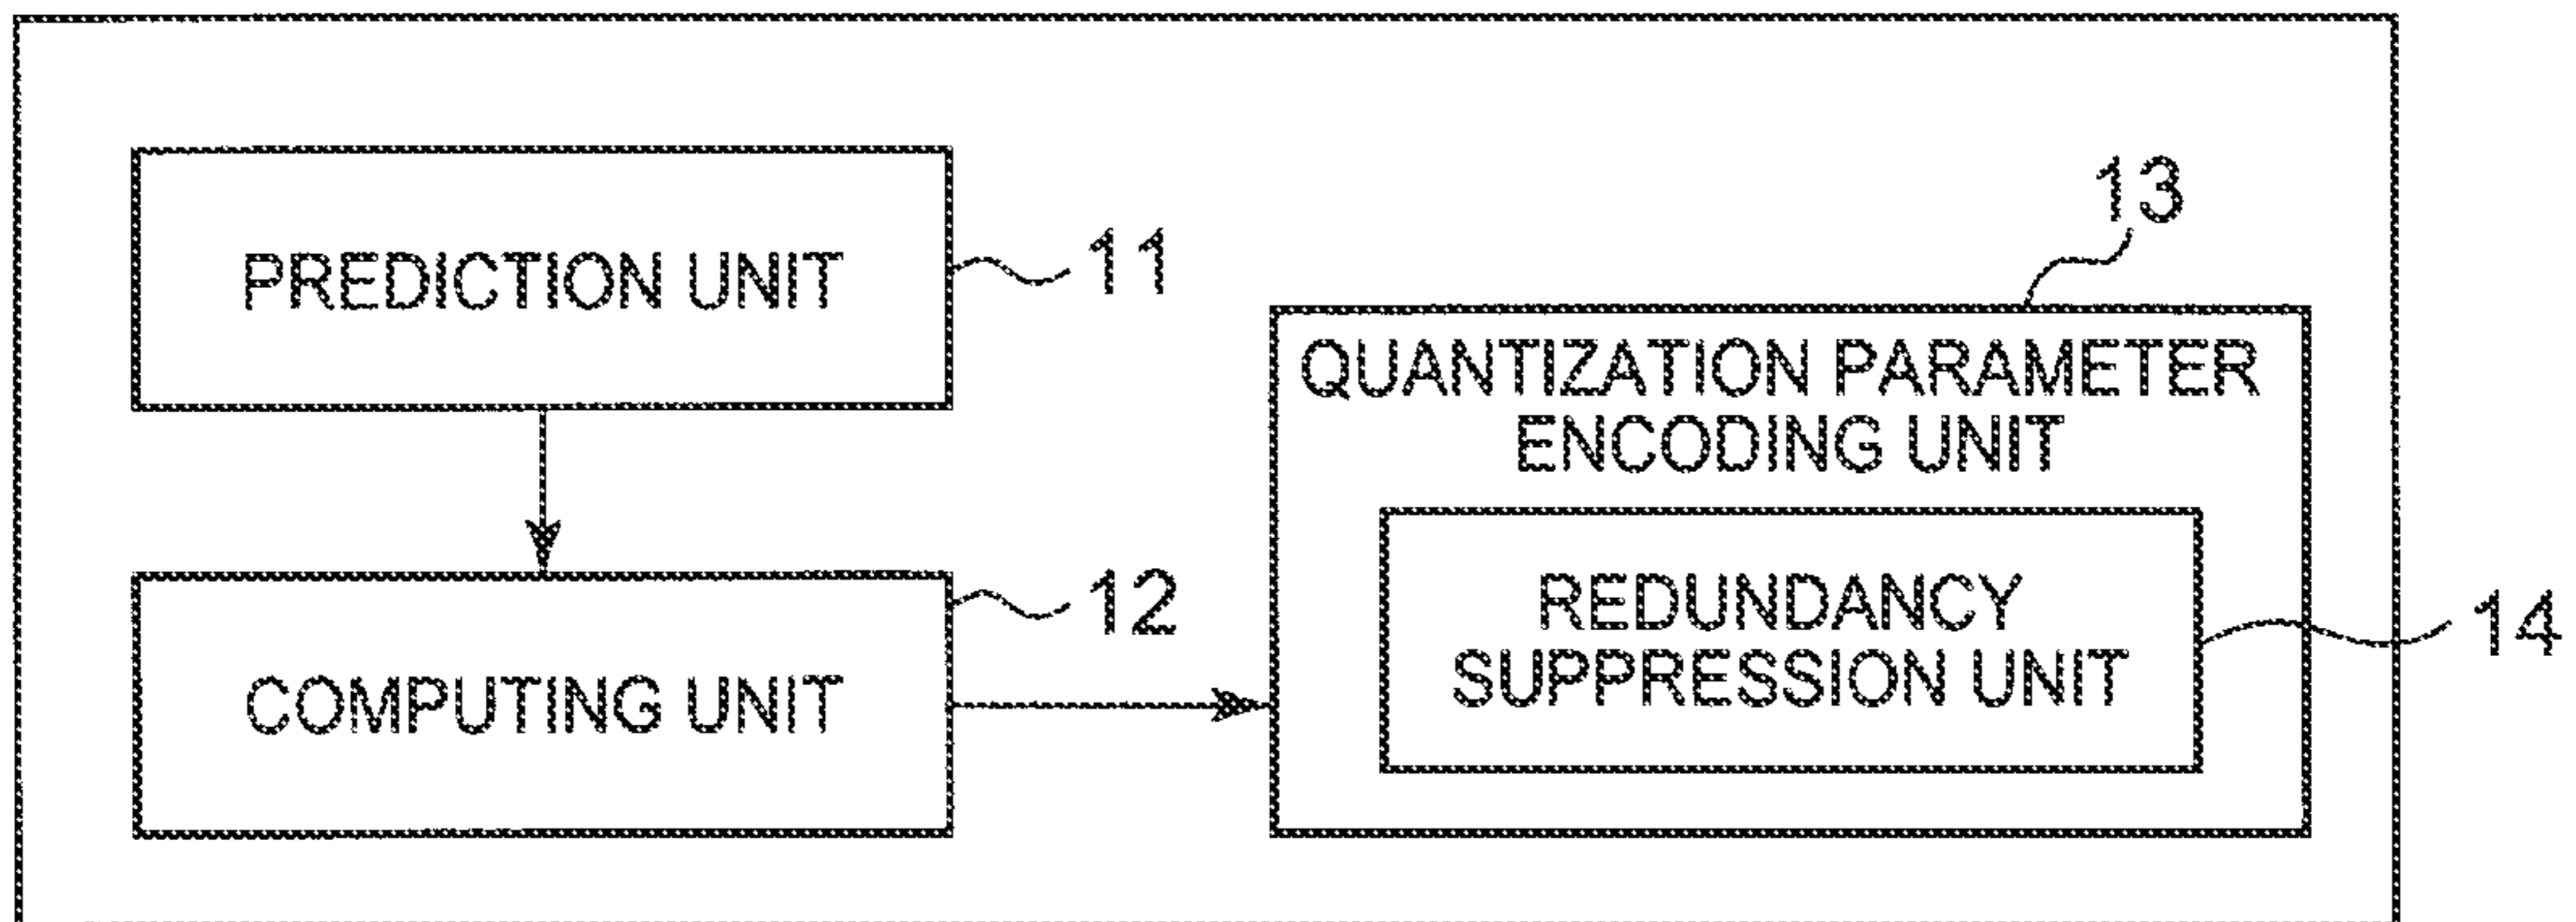 PREDICTION UNIT
11
13
QUANTIZATION PARAMETER
ENCODING UNIT
COMPUTING UNIT
12
REDUNDANCY
SUPPRESSION UNIT
14